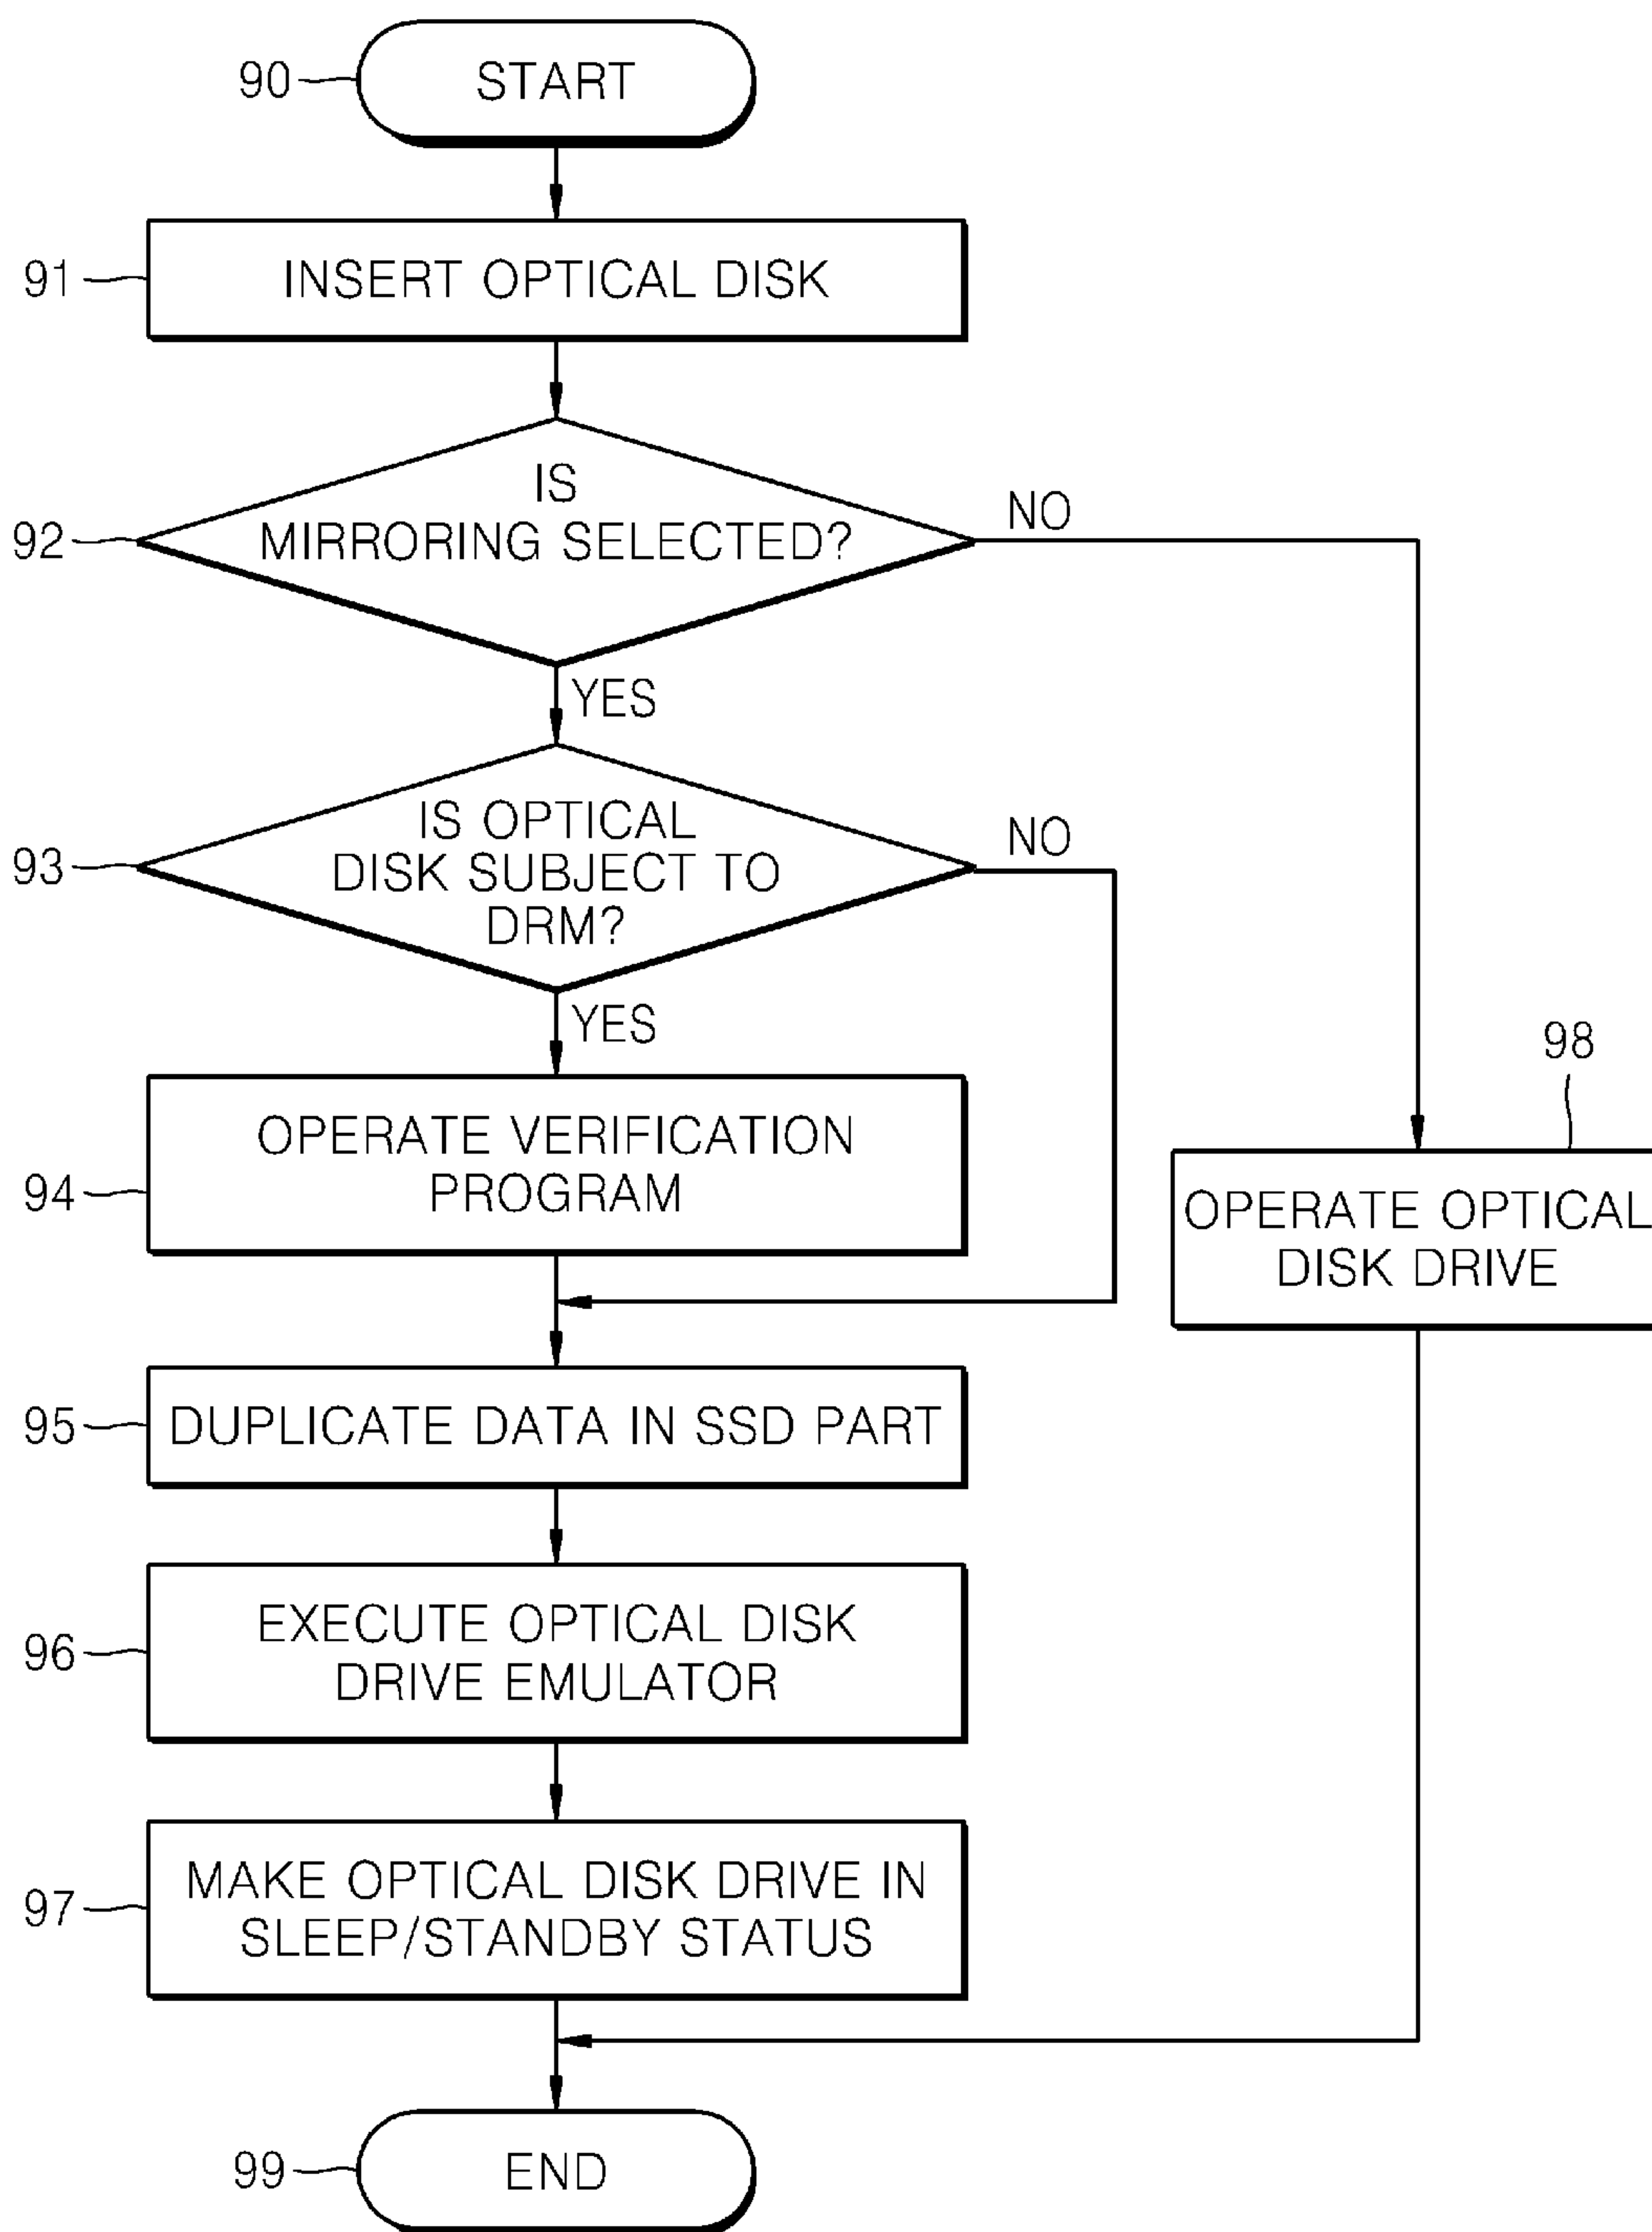 90
START
91
INSERT OPTICAL DISK
92
IS
MIRRORING SELECTED?
NO
YES
93
IS OPTICAL
DISK SUBJECT TO
DRM?
NO
YES
94
OPERATE VERIFICATION
PROGRAM
98
OPERATE OPTICAL
DISK DRIVE
95
DUPLICATE DATA IN SSD PART
96
EXECUTE OPTICAL DISK
DRIVE EMULATOR
97
MAKE OPTICAL DISK DRIVE IN
SLEEP/STANDBY STATUS
99
END